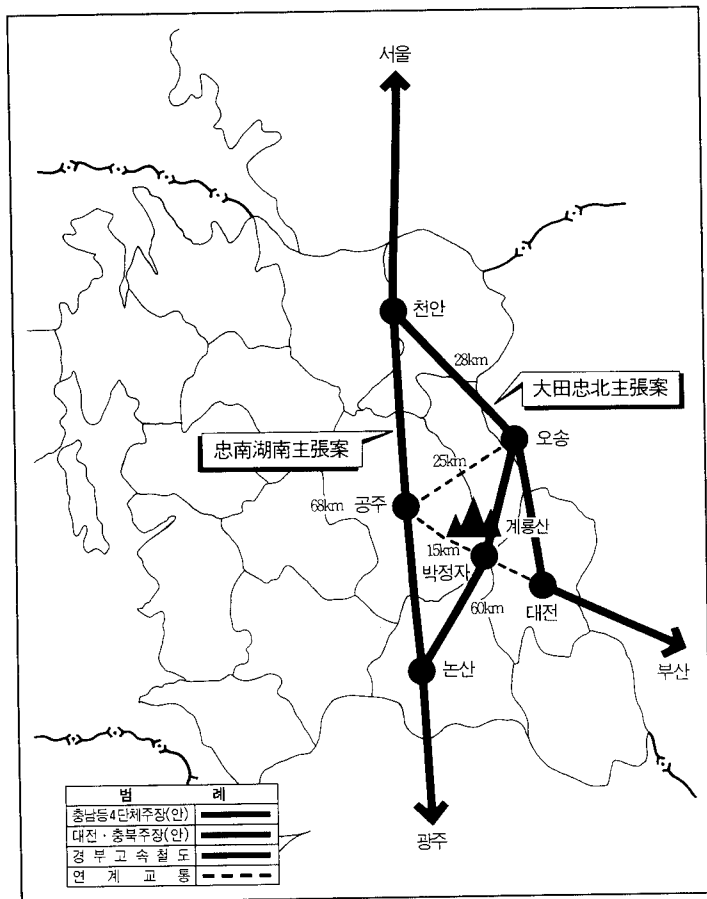 서울
천안
28km
大田忠北主張案
忠南湖南主張案
오송
25km
68km
공주
계룡산
15km
박정자
60km
대전
부산
논산
광주
범 례
충남등4단체주장(안)
대전·충북주장(안)
경부고속철도
연계교통